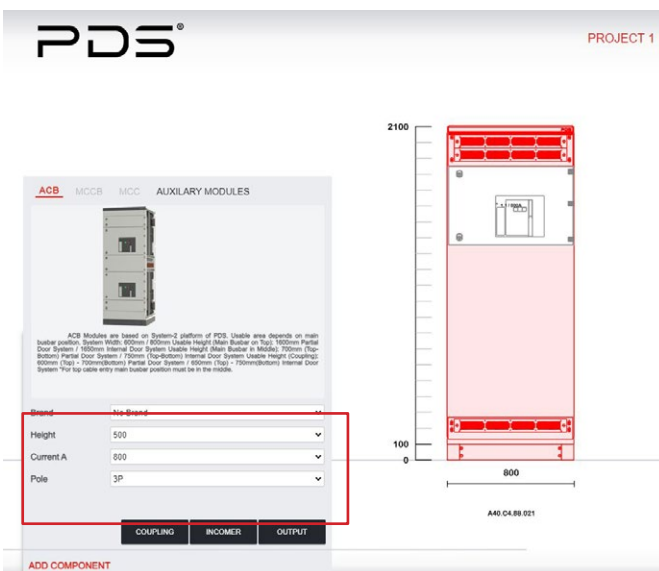 PDS®
PROJECT 1
2100
ACB MCCB MCC AUXILARY MODULES
ACB Modules are based on System-2 platform of PDS. Usable area depends on main
busbar position. System Width: 600mm / 800mm Usable Height (Main Busbar on Top): 1600mm Partial
Door System / 1650mm Internal Door System Usable Height (Main Busbar in Middle): 700mm (Top-
Bottom) Partial Door System / 750mm (Top-Bottom) Internal Door System Usable Height (Coupling):
600mm (Top) - 700mm(Bottom) Partial Door System / 650mm (Top) - 750mm(Bottom) Internal Door
System *For top cable entry main busbar position must be in the middle.
Brand No Brand
Height 500
Current A 800
Pole 3P
100
0
800
A40.C4.88.021
COUPLING INCOMER OUTPUT
ADD COMPONENT